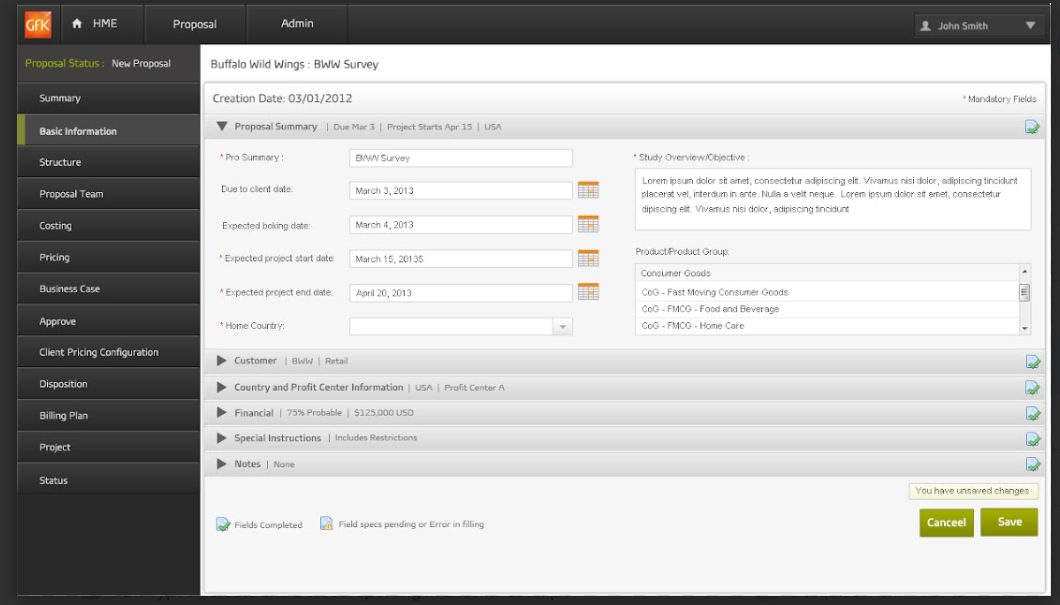 GFK
HME
Proposal
Admin
John Smith
Proposal Status : New Proposal
Summary
Basic Information
Structure
Proposal Team
Costing
Pricing
Business Case
Approve
Client Pricing Configuration
Disposition
Billing Plan
Project
Status
Buffalo Wild Wings : BWW Survey
Creation Date: 03/01/2012
* Mandatory Fields
Proposal Summary | Due Mar 3 | Project Starts Apr 15 | USA
* Pro Summary :
BWW Survey
Due to client date:
March 3, 2013
Expected boking date:
March 4, 2013
* Expected project start date:
March 15, 20135
* Expected project end date:
April 20, 2013
* Home Country:
* Study Overview/Objective :
Lorem ipsum dolor sit amet, consectetur adipiscing elit. Vivamus nisi dolor, adipiscing tincidunt
placerat vel, interdum in ante. Nulla a velit neque. Lorem ipsum dolor sit amet, consectetur
dipiscing elit. Vivamus nisi dolor, adipiscing tincidunt
Product/Product Group:
Consumer Goods
CoG - Fast Moving Consumer Goods
CoG - FMCG - Food and Beverage
CoG - FMCG - Home Care
Customer | BWW | Retail
Country and Profit Center Information | USA | Profit Center A
Financial | 75% Probable | $125,000 USD
Special Instructions | Includes Restrictions
Notes | None
You have unsaved changes
Fields Completed
Field specs pending or Error in filling
Canceel
Save